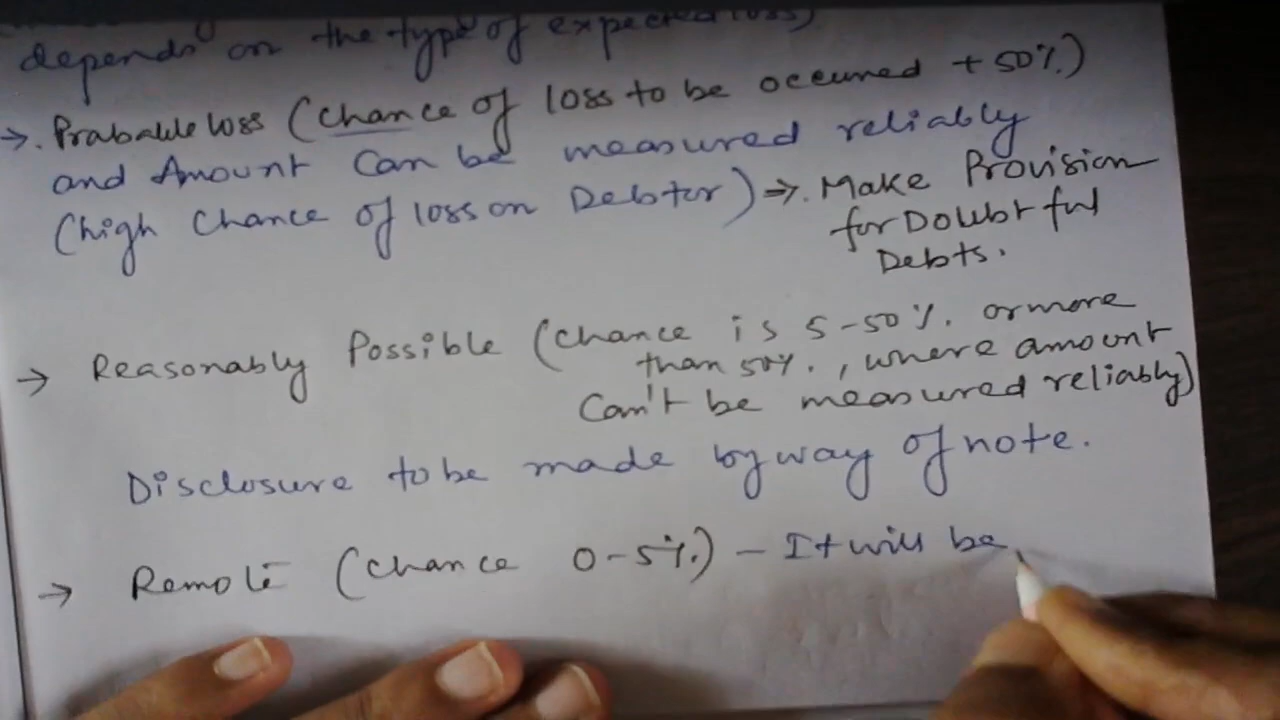 depends on the type of expected loss)
→. Probable loss (chance of loss to be occurred +50%)
and Amount Can be measured reliably
(high Chance of loss on Debtor) ⇒. Make Provision
for Doubtful
Debts.
→ Reasonably Possible (Chance is 5-50%. or more
than 50%., where amount
Can't be measured reliably)
Disclosure to be made by way of note.
→ Remote (Chance 0-5%.) - It will be